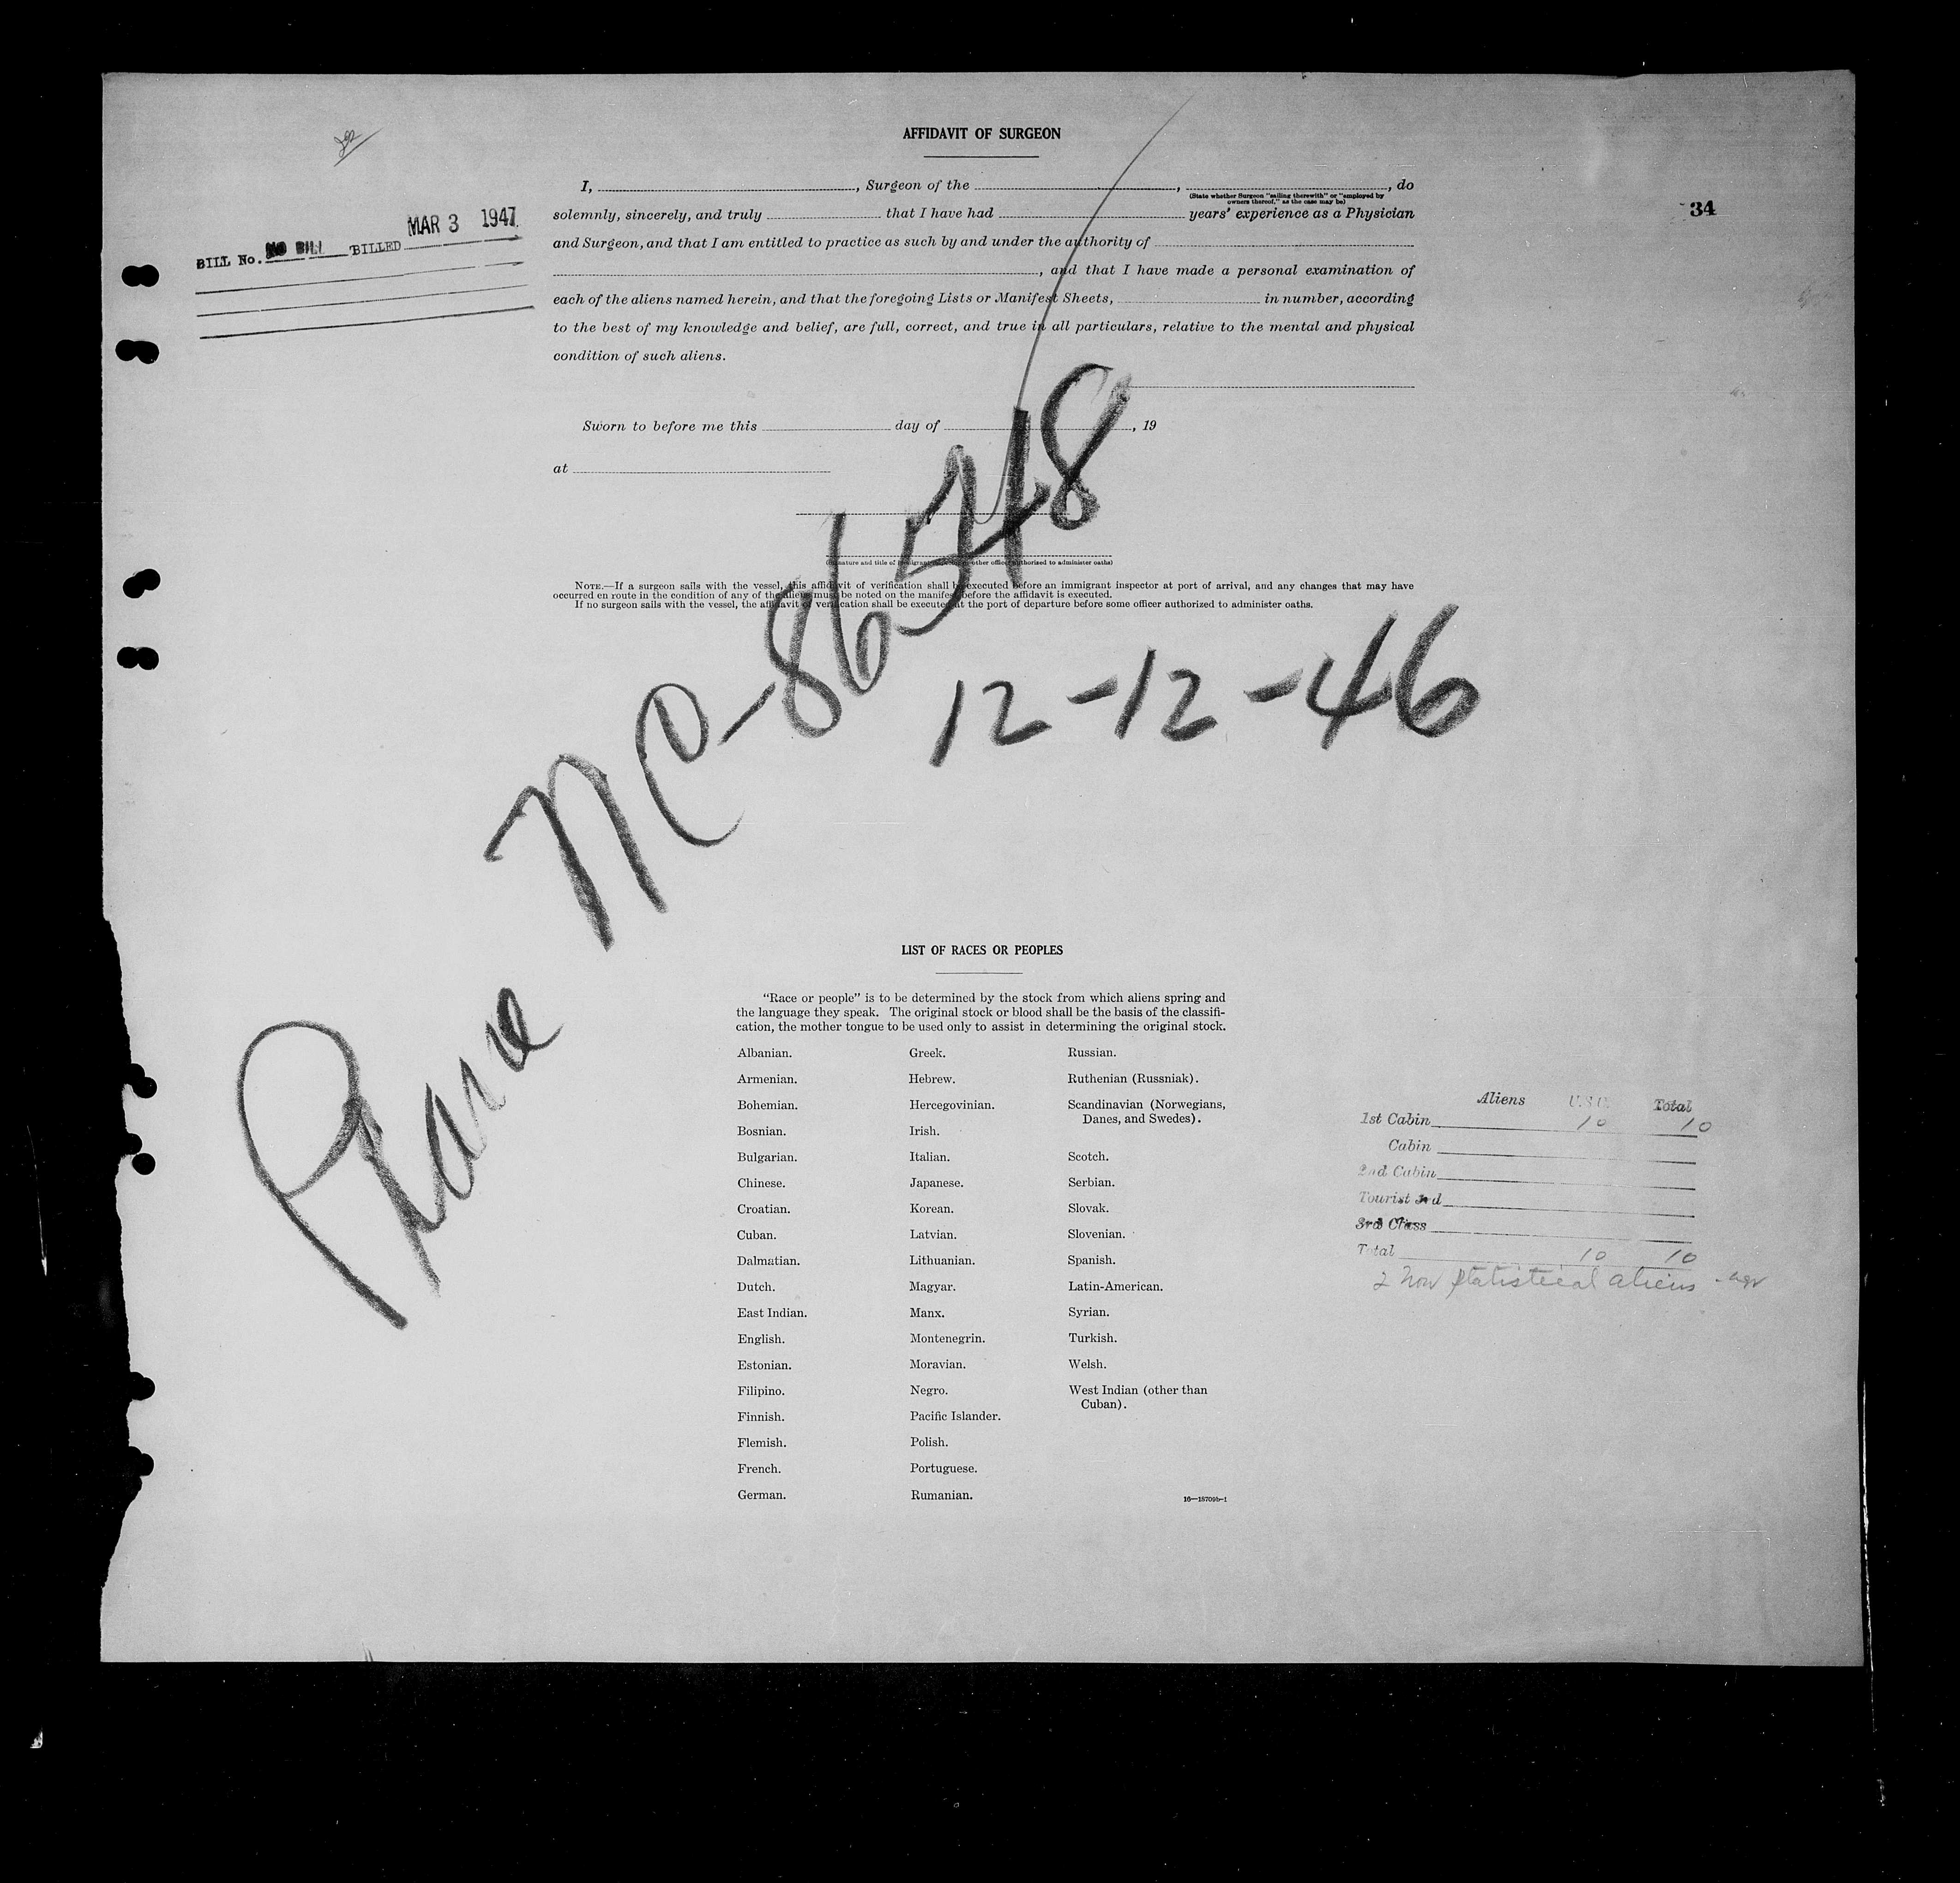 AFFIDAVIT OF SURGEON
34
I, , Surgeon of the , , do
(State whether Surgeon "sailing therewith" or "employed by
owners thereof," as the case may be)
solemnly, sincerely, and truly that I have had years' experience as a Physician
and Surgeon, and that I am entitled to practice as such by and under the authority of
, and that I have made a personal examination of
each of the aliens named herein, and that the foregoing Lists or Manifest Sheets, in number, according
to the best of my knowledge and belief, are full, correct, and true in all particulars, relative to the mental and physical
condition of such aliens.
MAR 3 1947
BILL No. NO BILL BILLED
Sworn to before me this day of , 19
at
(Signature and title of immigrant other officer authorized to administer oaths)
NOTE.—If a surgeon sails with the vessel, this affidavit of verification shall be executed before an immigrant inspector at port of arrival, and any changes that may have
occurred en route in the condition of any of the aliens must be noted on the manifest before the affidavit is executed.
If no surgeon sails with the vessel, the affidavit of verification shall be executed at the port of departure before some officer authorized to administer oaths.
Plane NC-86548
12-12-46
LIST OF RACES OR PEOPLES
"Race or people" is to be determined by the stock from which aliens spring and
the language they speak. The original stock or blood shall be the basis of the classifi-
cation, the mother tongue to be used only to assist in determining the original stock.
Albanian.
Armenian.
Bohemian.
Bosnian.
Bulgarian.
Chinese.
Croatian.
Cuban.
Dalmatian.
Dutch.
East Indian.
English.
Estonian.
Filipino.
Finnish.
Flemish.
French.
German.
Greek.
Hebrew.
Hercegovinian.
Irish.
Italian.
Japanese.
Korean.
Latvian.
Lithuanian.
Magyar.
Manx.
Montenegrin.
Moravian.
Negro.
Pacific Islander.
Polish.
Portuguese.
Rumanian.
Russian.
Ruthenian (Russniak).
Scandinavian (Norwegians,
Danes, and Swedes).
Scotch.
Serbian.
Slovak.
Slovenian.
Spanish.
Latin-American.
Syrian.
Turkish.
Welsh.
West Indian (other than
Cuban).
16—18709b-1
Aliens U.S.C. Total
1st Cabin 10 10
Cabin
2nd Cabin
Tourist 3rd
3rd Class
Total 10 10
2 Non Statistical aliens